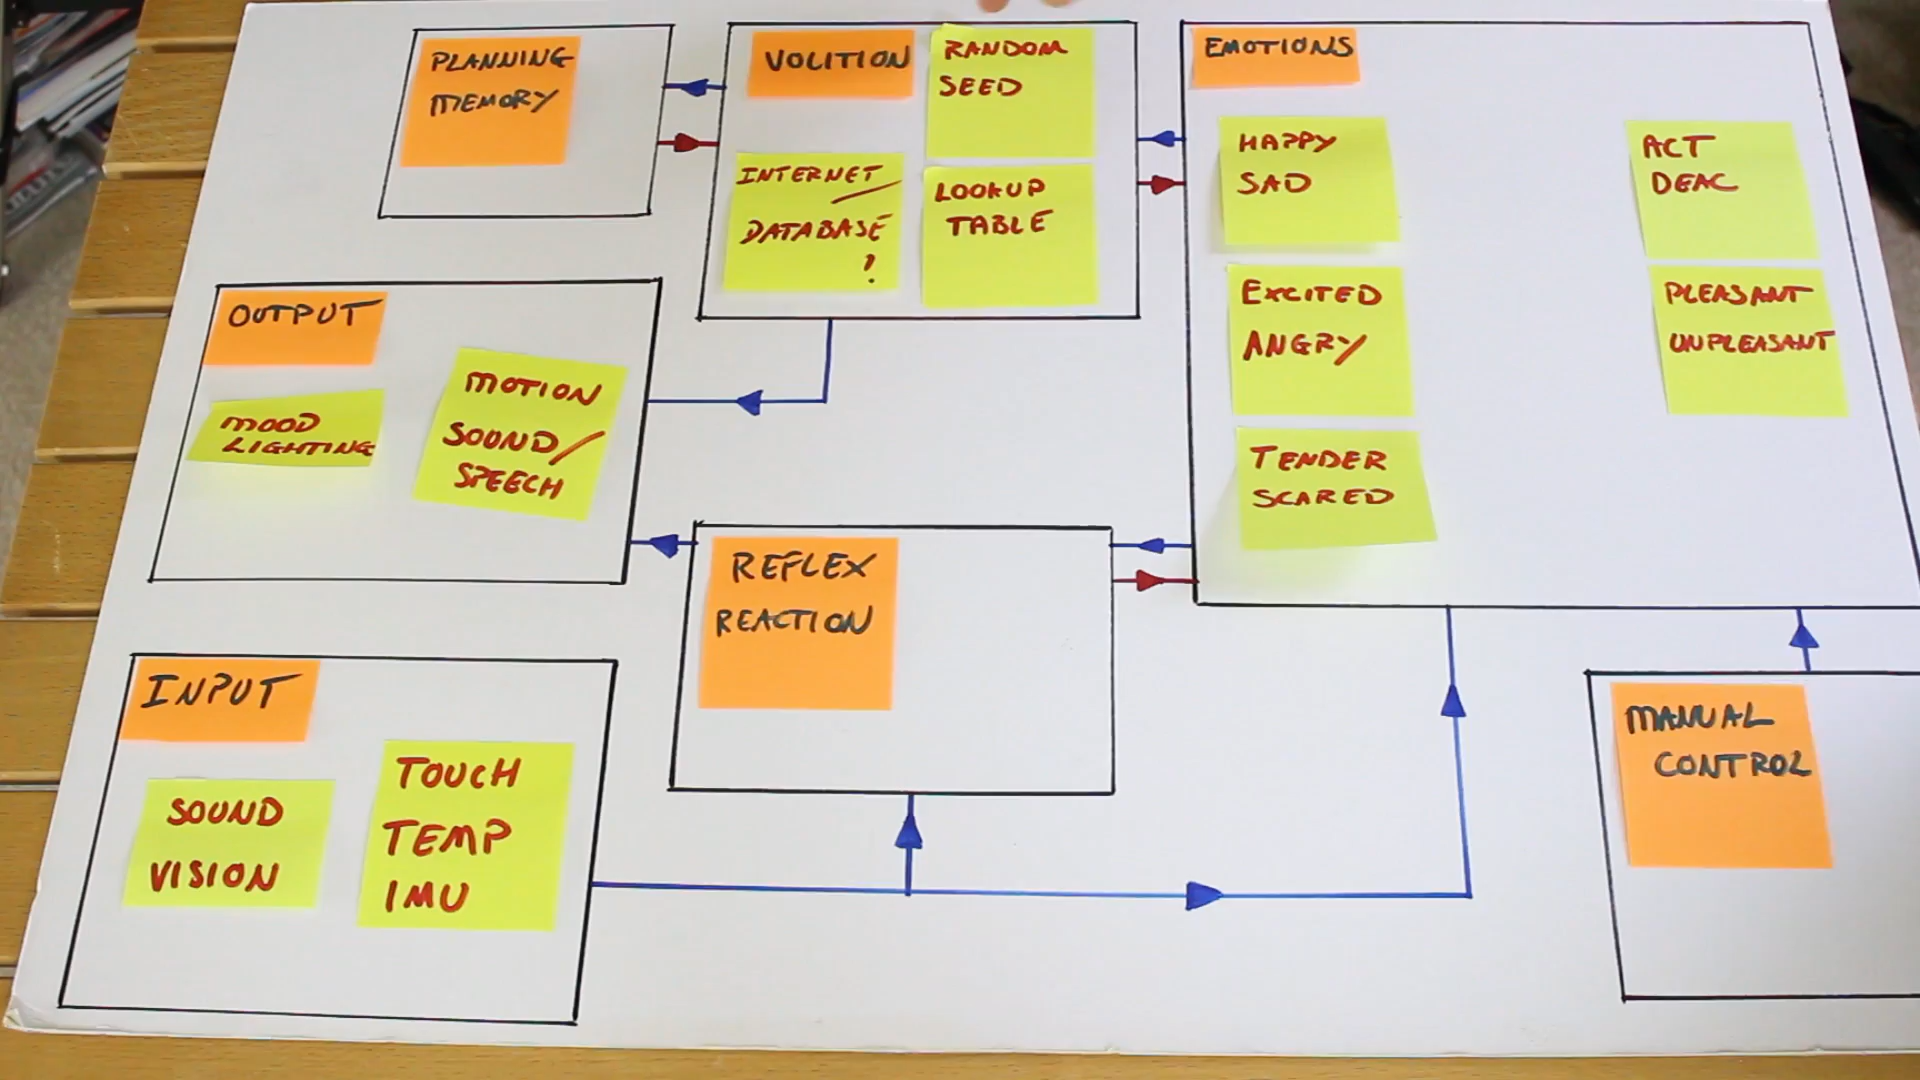 PLANNING
MEMORY
VOLITION
RANDOM
SEED
INTERNET/
DATABASE
!
LOOKUP
TABLE
EMOTIONS
HAPPY
SAD
ACT
DEAC
EXCITED
ANGRY
PLEASANT
UNPLEASANT
TENDER
SCARED
OUTPUT
MOOD
LIGHTING
MOTION
SOUND/
SPEECH
REFLEX
REACTION
INPUT
SOUND
VISION
TOUCH
TEMP
IMU
MANUAL
CONTROL